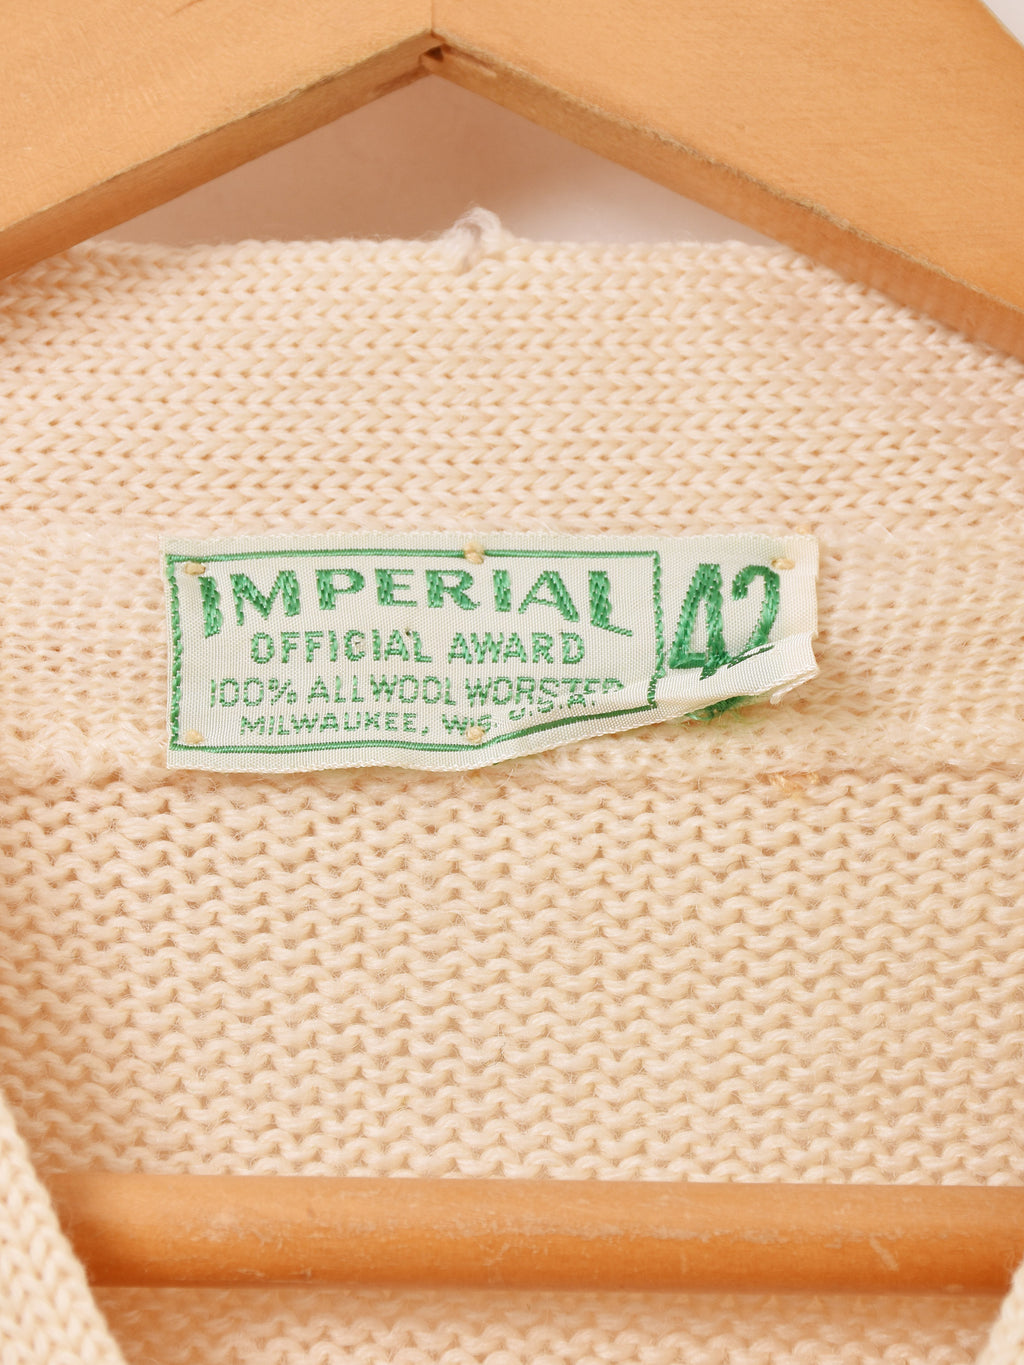 IMPERIAL
OFFICIAL AWARD
100% ALL WOOL WORSTED
MILWAUKEE, WIS. U.S.A.
42